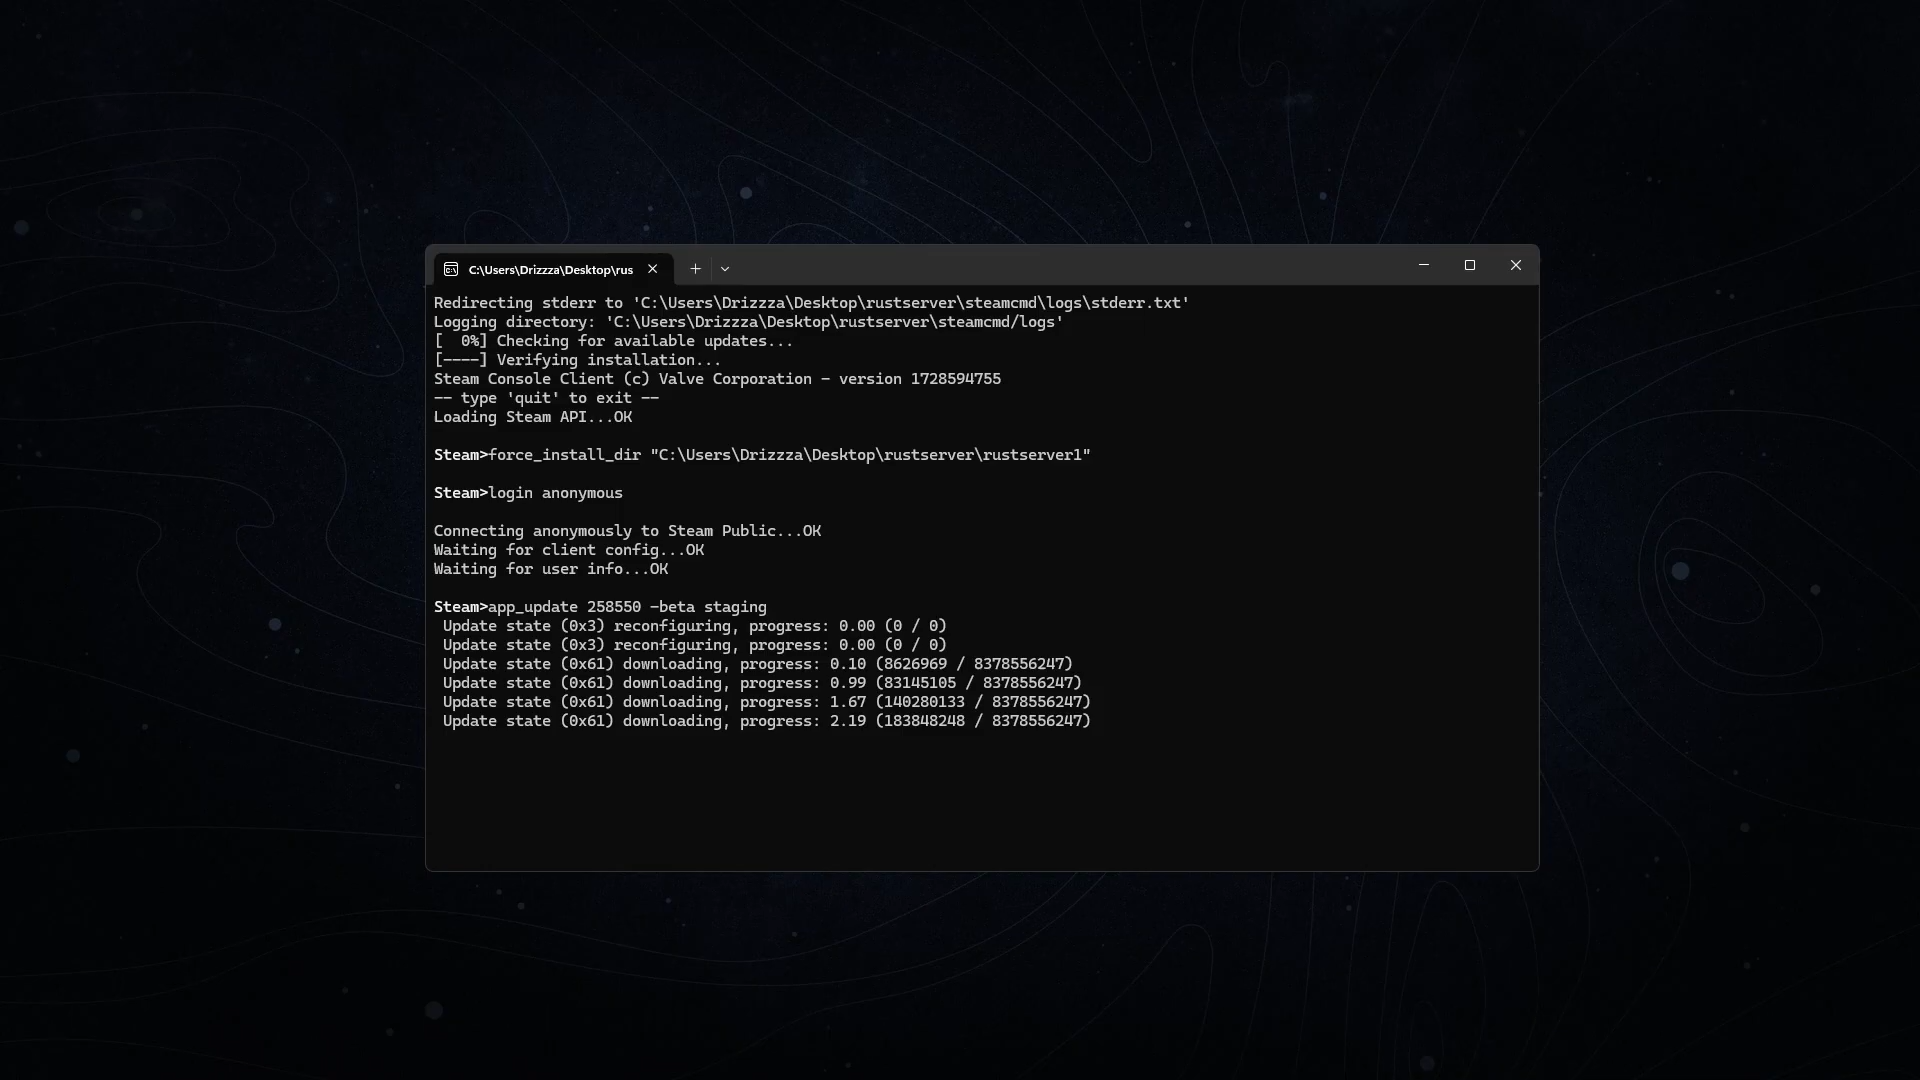 C:\Users\Drizzza\Desktop\rus
Redirecting stderr to 'C:\Users\Drizzza\Desktop\rustserver\steamcmd\logs\stderr.txt'
Logging directory: 'C:\Users\Drizzza\Desktop\rustserver\steamcmd/logs'
[  0%] Checking for available updates...
[----] Verifying installation...
Steam Console Client (c) Valve Corporation - version 1728594755
-- type 'quit' to exit --
Loading Steam API...OK
Steam>force_install_dir "C:\Users\Drizzza\Desktop\rustserver\rustserver1"
Steam>login anonymous
Connecting anonymously to Steam Public...OK
Waiting for client config...OK
Waiting for user info...OK
Steam>app_update 258550 -beta staging
Update state (0x3) reconfiguring, progress: 0.00 (0 / 0)
Update state (0x3) reconfiguring, progress: 0.00 (0 / 0)
Update state (0x61) downloading, progress: 0.10 (8626969 / 8378556247)
Update state (0x61) downloading, progress: 0.99 (83145105 / 8378556247)
Update state (0x61) downloading, progress: 1.67 (140280133 / 8378556247)
Update state (0x61) downloading, progress: 2.19 (183848248 / 8378556247)